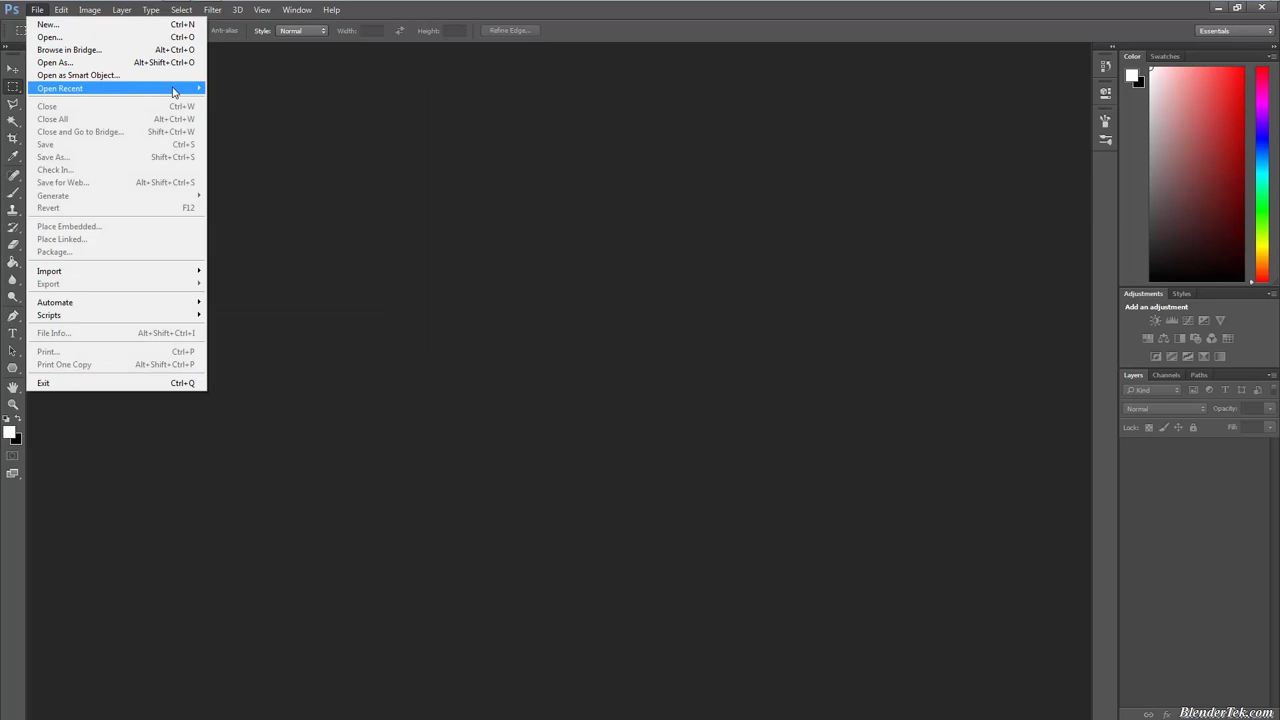 Ps File Edit Image Layer Type Select Filter 3D View Window Help
Anti-alias Style: Normal Width: Height: Refine Edge... Essentials
New... Ctrl+N
Open... Ctrl+O
Browse in Bridge... Alt+Ctrl+O
Open As... Alt+Shift+Ctrl+O
Open as Smart Object...
Open Recent
Close Ctrl+W
Close All Alt+Ctrl+W
Close and Go to Bridge... Shift+Ctrl+W
Save Ctrl+S
Save As... Shift+Ctrl+S
Check In...
Save for Web... Alt+Shift+Ctrl+S
Generate
Revert F12
Place Embedded...
Place Linked...
Package...
Import
Export
Automate
Scripts
File Info... Alt+Shift+Ctrl+I
Print... Ctrl+P
Print One Copy Alt+Shift+Ctrl+P
Exit Ctrl+Q
Color Swatches
Adjustments Styles
Add an adjustment
Layers Channels Paths
Kind
Normal Opacity:
Lock: Fill:
fx
BlenderTek.com